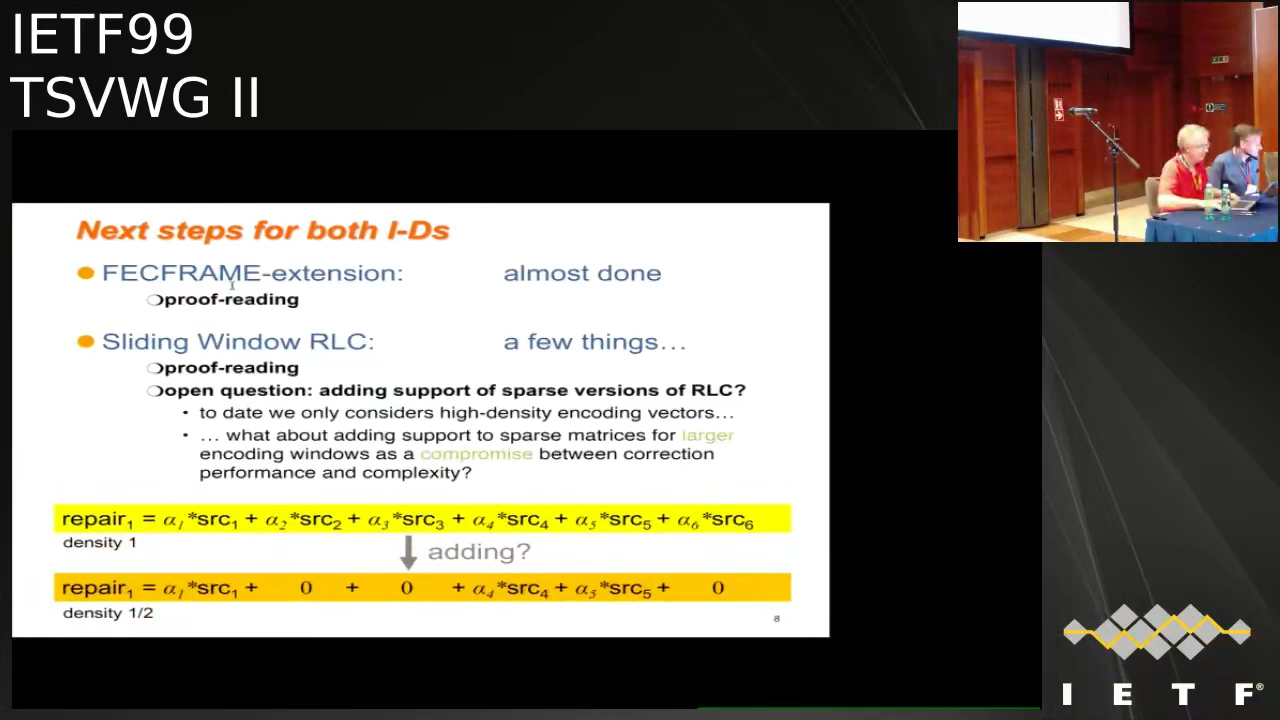 IETF99
TSVWG II
Next steps for both I-Ds
FECFRAME-extension: almost done
proof-reading
Sliding Window RLC: a few things…
proof-reading
open question: adding support of sparse versions of RLC?
to date we only considers high-density encoding vectors…
… what about adding support to sparse matrices for larger
encoding windows as a compromise between correction
performance and complexity?
repair₁ = α₁*src₁ + α₂*src₂ + α₃*src₃ + α₄*src₄ + α₅*src₅ + α₆*src₆
density 1
adding?
repair₁ = α₁*src₁ + 0 + 0 + α₄*src₄ + α₅*src₅ + 0
density 1/2
8
I E T F®